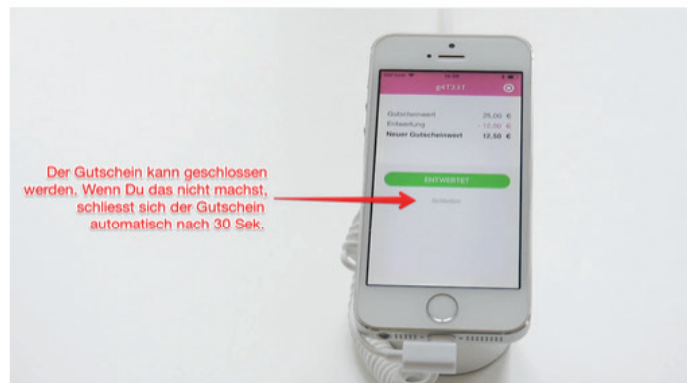 Der Gutschein kann geschlossen
werden. Wenn Du das nicht machst,
schliesst sich der Gutschein
automatisch nach 30 Sek.
g4T3XT
Gutscheinwert 25,00 €
Entwertung - 12,50 €
Neuer Gutscheinwert 12,50 €
ENTWERTET